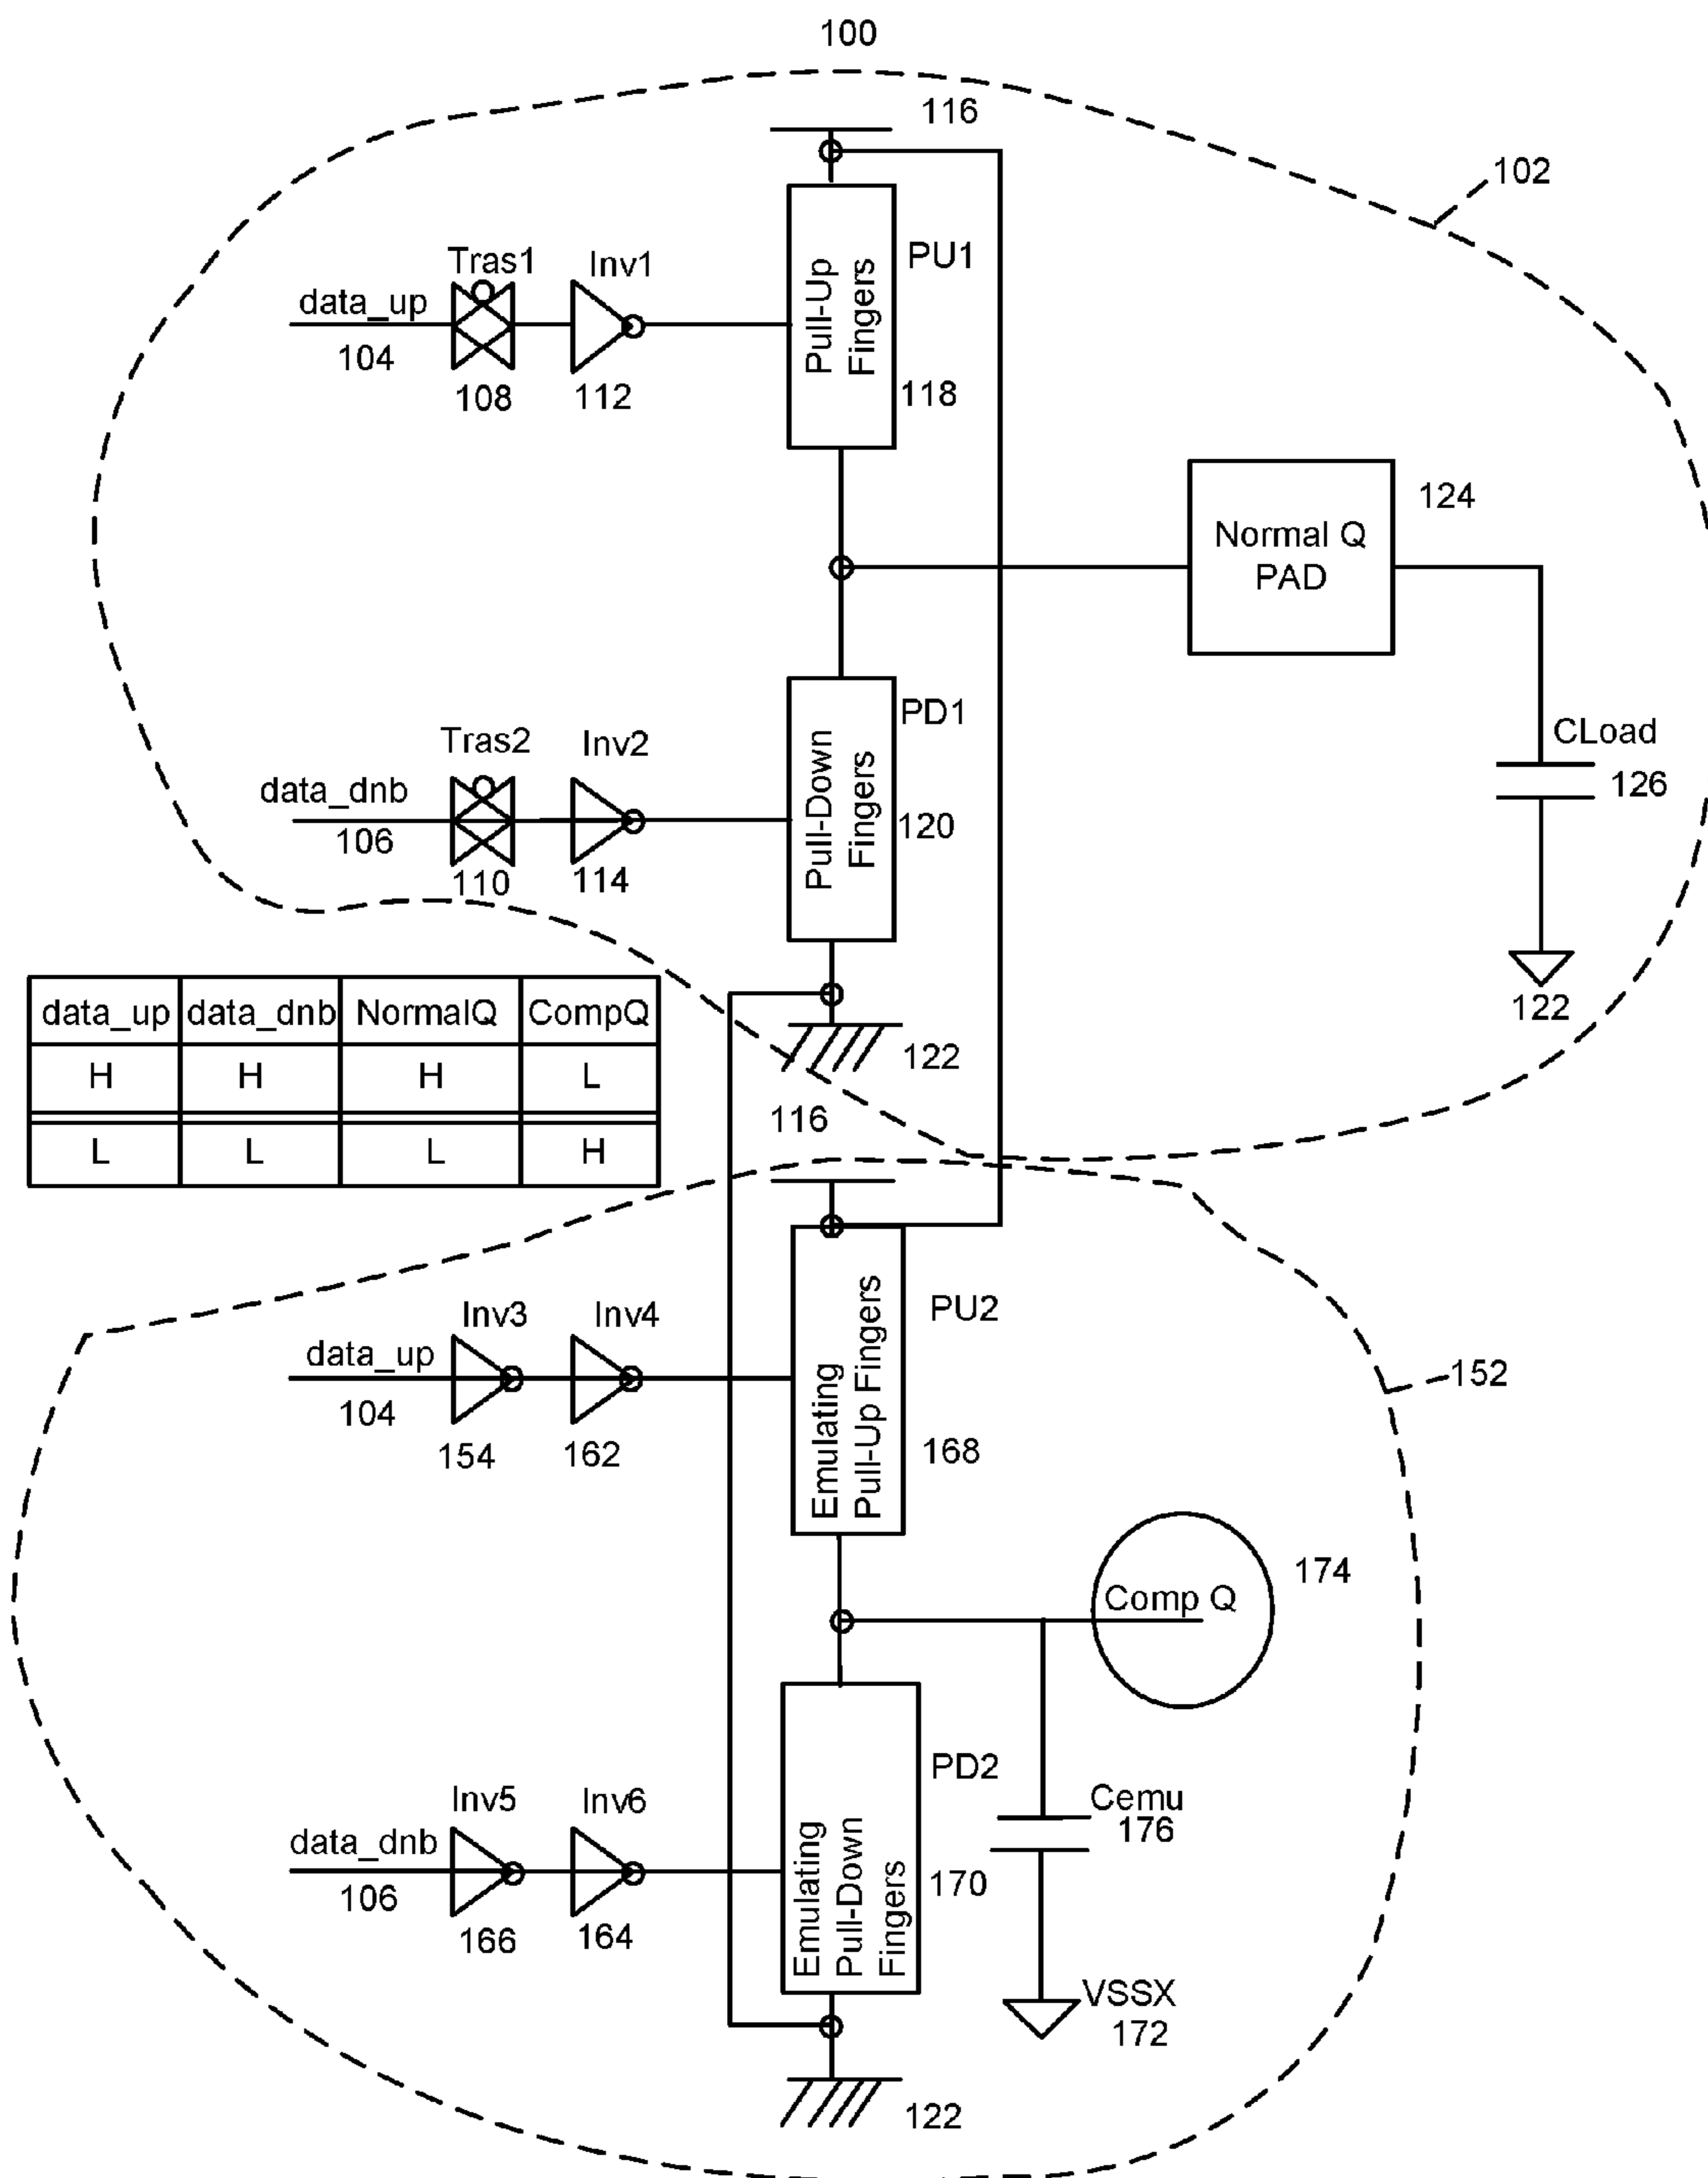 100
116
102
Tras1
Inv1
PU1
data_up
104
108
112
Pull-Up
Fingers
118
124
Normal Q
PAD
Tras2
Inv2
PD1
data_dnb
106
110
114
Pull-Down
Fingers
120
CLoad
126
122
data_up data_dnb NormalQ CompQ
H H H L
L L L H
122
116
Inv3
Inv4
PU2
data_up
104
154
162
Emulating
Pull-Up Fingers
168
152
174
Comp Q
Inv5
Inv6
PD2
data_dnb
106
166
164
Emulating
Pull-Down
Fingers
170
Cemu
176
VSSX
172
122